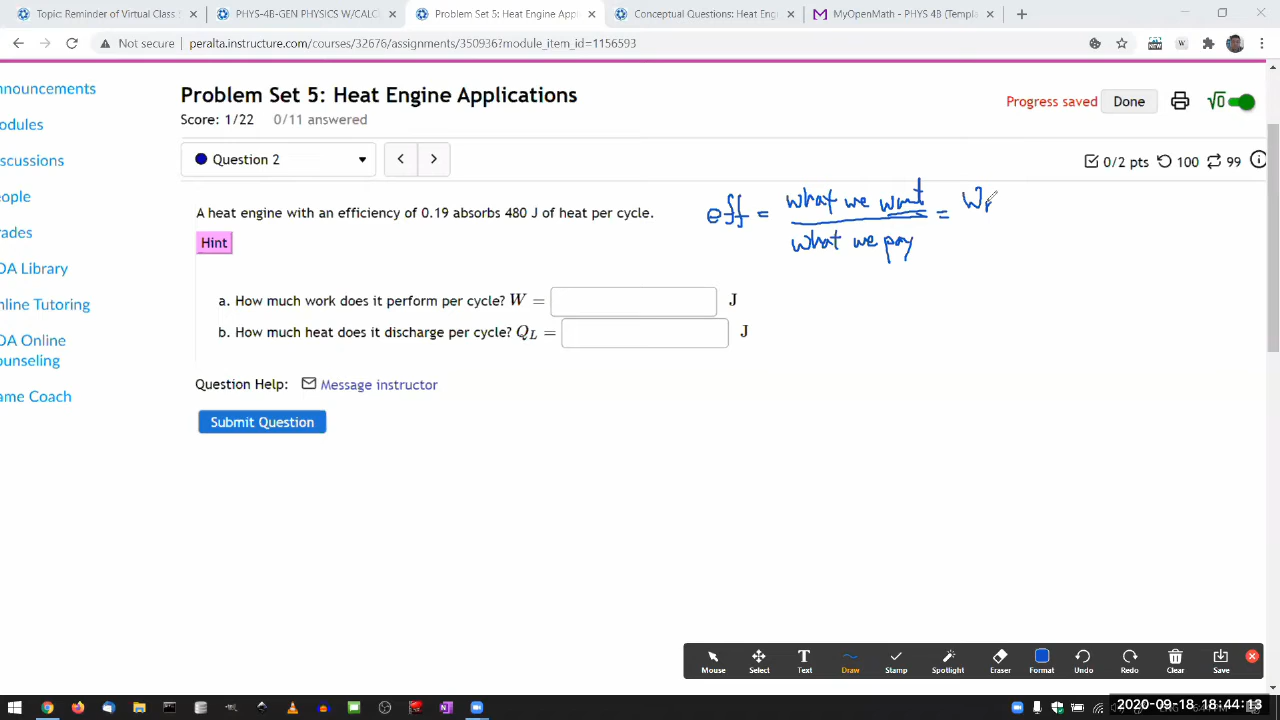 Topic: Reminder of Virtual Class
PHYS-4B-GEN PHYSICS W/CALC
Problem Set 5: Heat Engine Appl
Conceptual Questions: Heat Eng
MyOpenMath - PHYS 4B (Templa
Not secure peralta.instructure.com/courses/32676/assignments/350936?module_item_id=1156593
nnouncements
odules
scussions
eople
rades
OA Library
nline Tutoring
OA Online
ounseling
ame Coach
Problem Set 5: Heat Engine Applications
Score: 1/22 0/11 answered
Progress saved Done √0
Question 2 < >
0/2 pts 100 99
A heat engine with an efficiency of 0.19 absorbs 480 J of heat per cycle.
Hint
eff = what we want / what we pay = W
a. How much work does it perform per cycle? W = J
b. How much heat does it discharge per cycle? Q_L = J
Question Help: Message instructor
Submit Question
Mouse Select Text Draw Stamp Spotlight Eraser Format Undo Redo Clear Save
2020-09-18 18:44:13